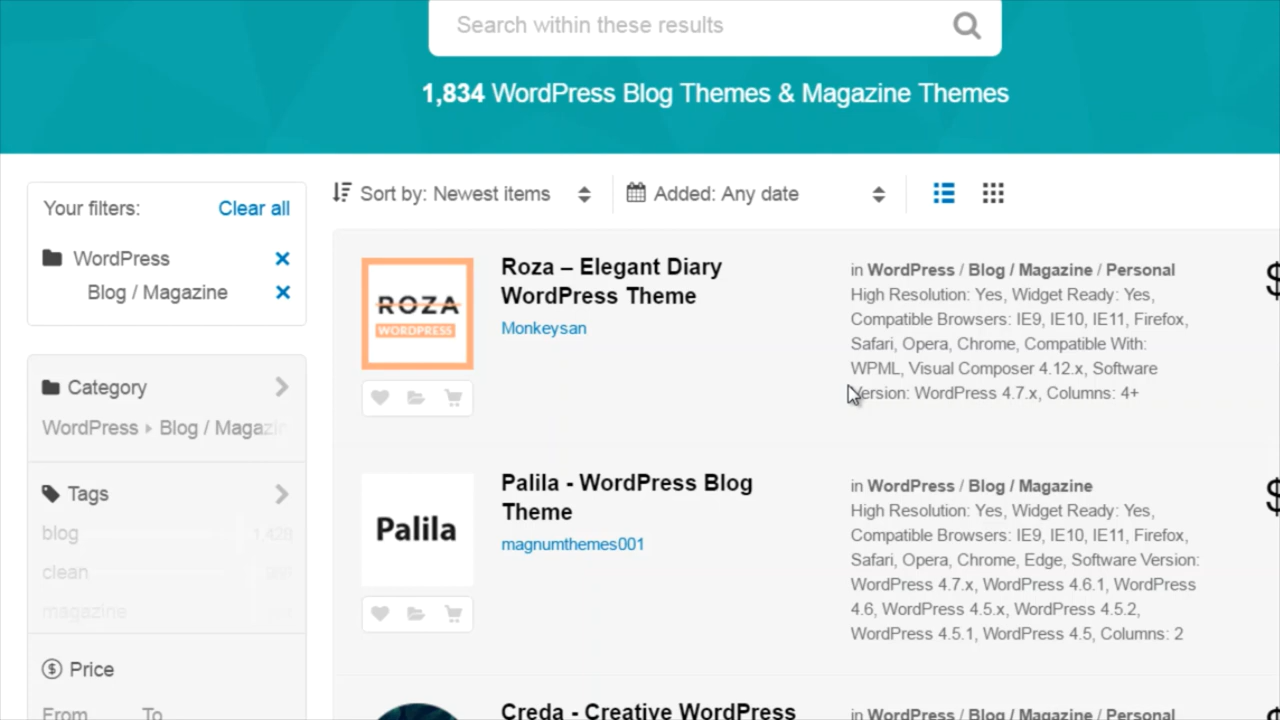 Search within these results
1,834 WordPress Blog Themes & Magazine Themes
Your filters:
Clear all
WordPress
Blog / Magazine
Category
WordPress
Blog / Magazin
Tags
blog
clean
magazine
Price
From
To
Sort by: Newest items
Added: Any date
ROZA
WORDPRESS
Roza – Elegant Diary
WordPress Theme
Monkeysan
in WordPress / Blog / Magazine / Personal
High Resolution: Yes, Widget Ready: Yes,
Compatible Browsers: IE9, IE10, IE11, Firefox,
Safari, Opera, Chrome, Compatible With:
WPML, Visual Composer 4.12.x, Software
Version: WordPress 4.7.x, Columns: 4+
$
Palila
Palila - WordPress Blog
Theme
magnumthemes001
in WordPress / Blog / Magazine
High Resolution: Yes, Widget Ready: Yes,
Compatible Browsers: IE9, IE10, IE11, Firefox,
Safari, Opera, Chrome, Edge, Software Version:
WordPress 4.7.x, WordPress 4.6.1, WordPress
4.6, WordPress 4.5.x, WordPress 4.5.2,
WordPress 4.5.1, WordPress 4.5, Columns: 2
$
Creda - Creative WordPress
in WordPress / Blog / Magazine / Personal